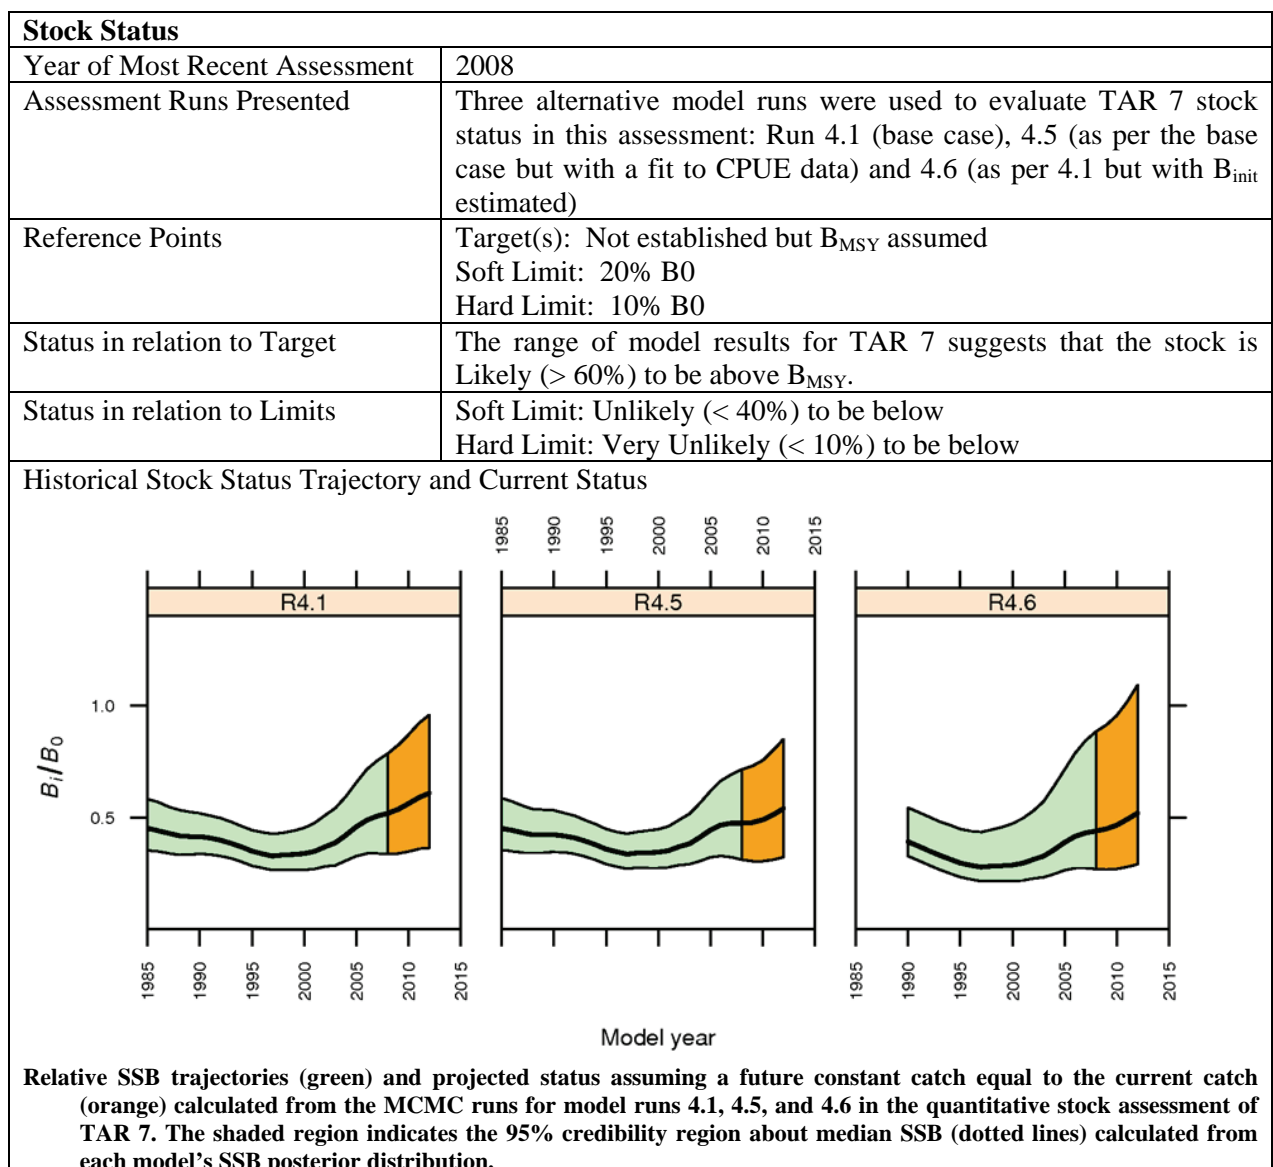 Stock Status
Year of Most Recent Assessment
2008
Assessment Runs Presented
Three alternative model runs were used to evaluate TAR 7 stock
status in this assessment: Run 4.1 (base case), 4.5 (as per the base
case but with a fit to CPUE data) and 4.6 (as per 4.1 but with Binit
estimated)
Reference Points
Target(s): Not established but BMSY assumed
Soft Limit: 20% B0
Hard Limit: 10% B0
Status in relation to Target
The range of model results for TAR 7 suggests that the stock is
Likely (> 60%) to be above BMSY.
Status in relation to Limits
Soft Limit: Unlikely (< 40%) to be below
Hard Limit: Very Unlikely (< 10%) to be below
Historical Stock Status Trajectory and Current Status
1985 1990 1995 2000 2005 2010 2015
R4.1 R4.5 R4.6
1.0
0.5
Bi/B0
1985 1990 1995 2000 2005 2010 2015
1985 1990 1995 2000 2005 2010 2015
Model year
Relative SSB trajectories (green) and projected status assuming a future constant catch equal to the current catch
(orange) calculated from the MCMC runs for model runs 4.1, 4.5, and 4.6 in the quantitative stock assessment of
TAR 7. The shaded region indicates the 95% credibility region about median SSB (dotted lines) calculated from
each model's SSB posterior distribution.